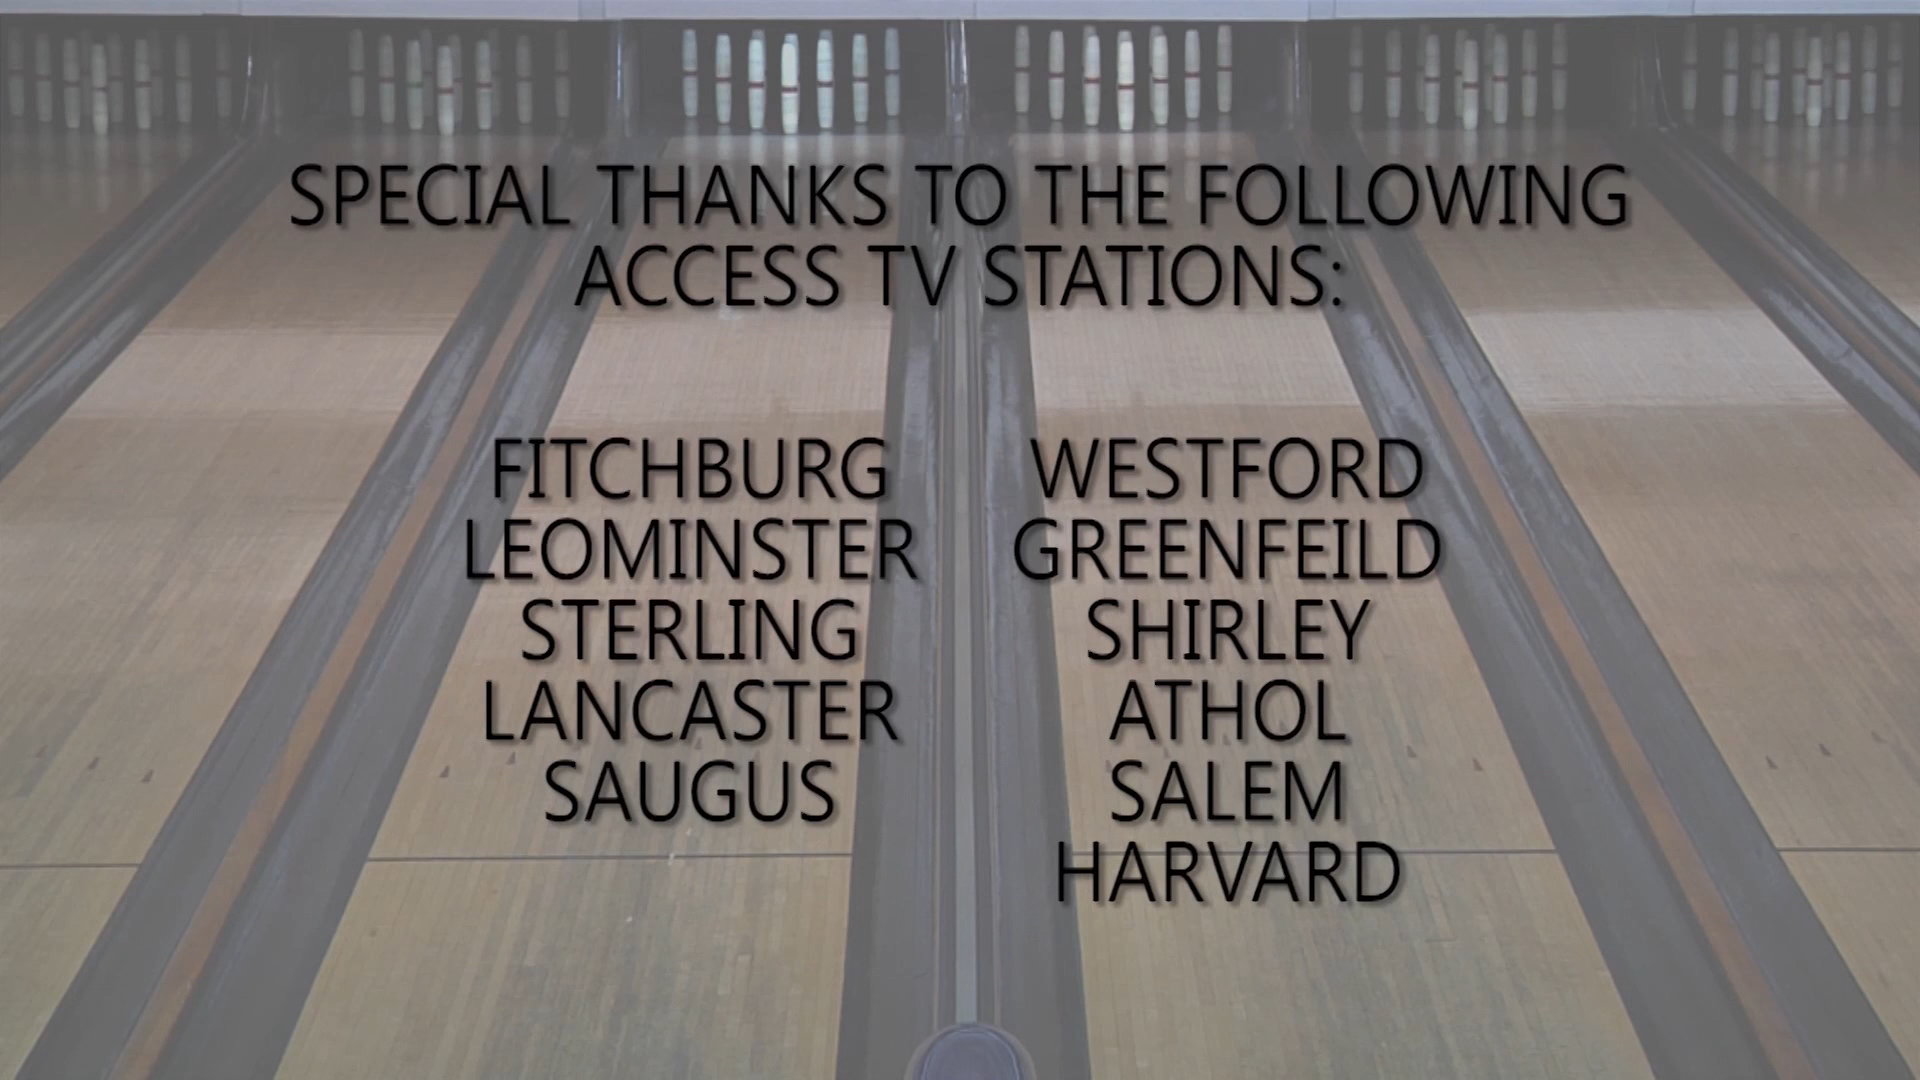 SPECIAL THANKS TO THE FOLLOWING
ACCESS TV STATIONS:
FITCHBURG
LEOMINSTER
STERLING
LANCASTER
SAUGUS
WESTFORD
GREENFEILD
SHIRLEY
ATHOL
SALEM
HARVARD